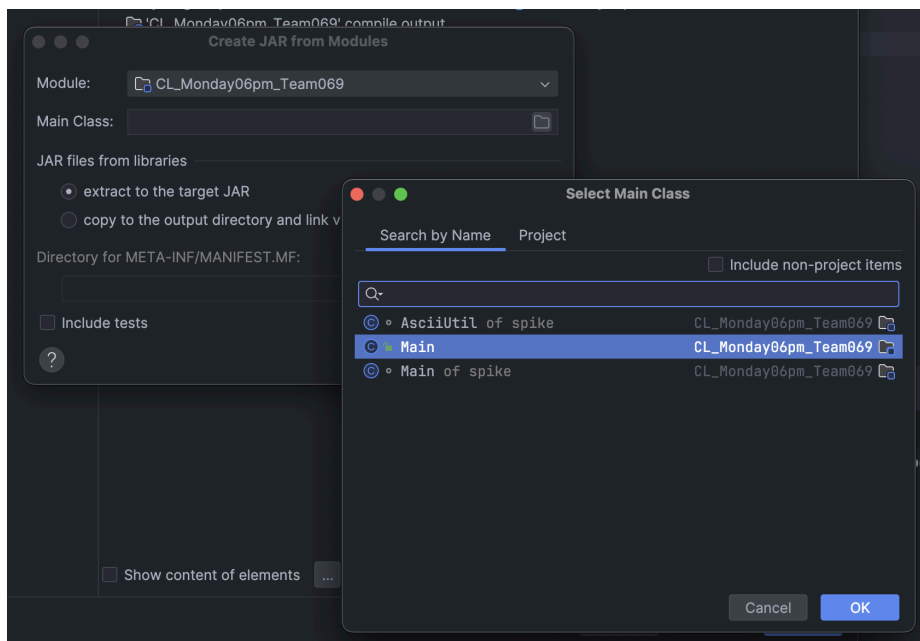 'CL_Monday06pm_Team069' compile output
Create JAR from Modules
Module:
CL_Monday06pm_Team069
Main Class:
JAR files from libraries
extract to the target JAR
copy to the output directory and link v
Directory for META-INF/MANIFEST.MF:
Include tests
?
Select Main Class
Search by Name Project
Include non-project items
C AsciiUtil of spike CL_Monday06pm_Team069
C Main CL_Monday06pm_Team069
C Main of spike CL_Monday06pm_Team069
Show content of elements ...
Cancel OK